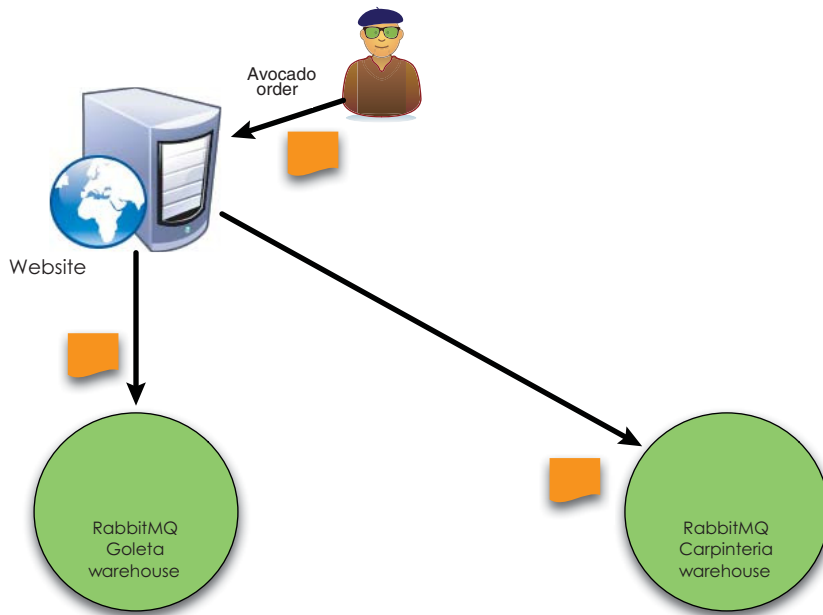 Avocado
order
Website
RabbitMQ
Goleta
warehouse
RabbitMQ
Carpinteria
warehouse